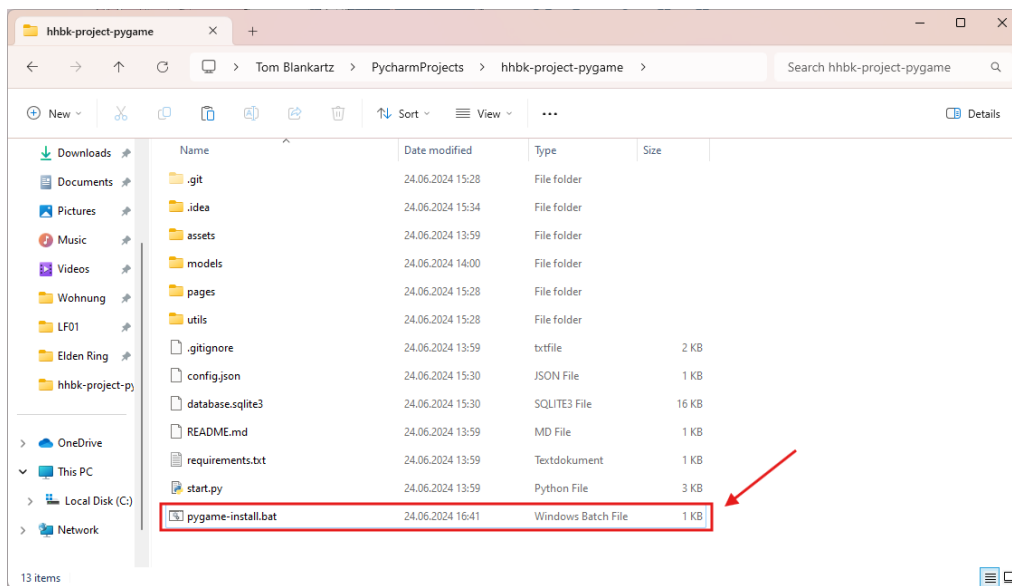 hhbk-project-pygame
Tom Blankartz > PycharmProjects > hhbk-project-pygame >
Search hhbk-project-pygame
New
Sort
View
Details
Name Date modified Type Size
Downloads
Documents
Pictures
Music
Videos
Wohnung
LF01
Elden Ring
hhbk-project-py
OneDrive
This PC
Local Disk (C:)
Network
.git 24.06.2024 15:28 File folder
.idea 24.06.2024 15:34 File folder
assets 24.06.2024 13:59 File folder
models 24.06.2024 14:00 File folder
pages 24.06.2024 15:28 File folder
utils 24.06.2024 15:28 File folder
.gitignore 24.06.2024 13:59 txtfile 2 KB
config.json 24.06.2024 15:30 JSON File 1 KB
database.sqlite3 24.06.2024 15:30 SQLITE3 File 16 KB
README.md 24.06.2024 13:59 MD File 1 KB
requirements.txt 24.06.2024 13:59 Textdokument 1 KB
start.py 24.06.2024 13:59 Python File 3 KB
pygame-install.bat 24.06.2024 16:41 Windows Batch File 1 KB
13 items